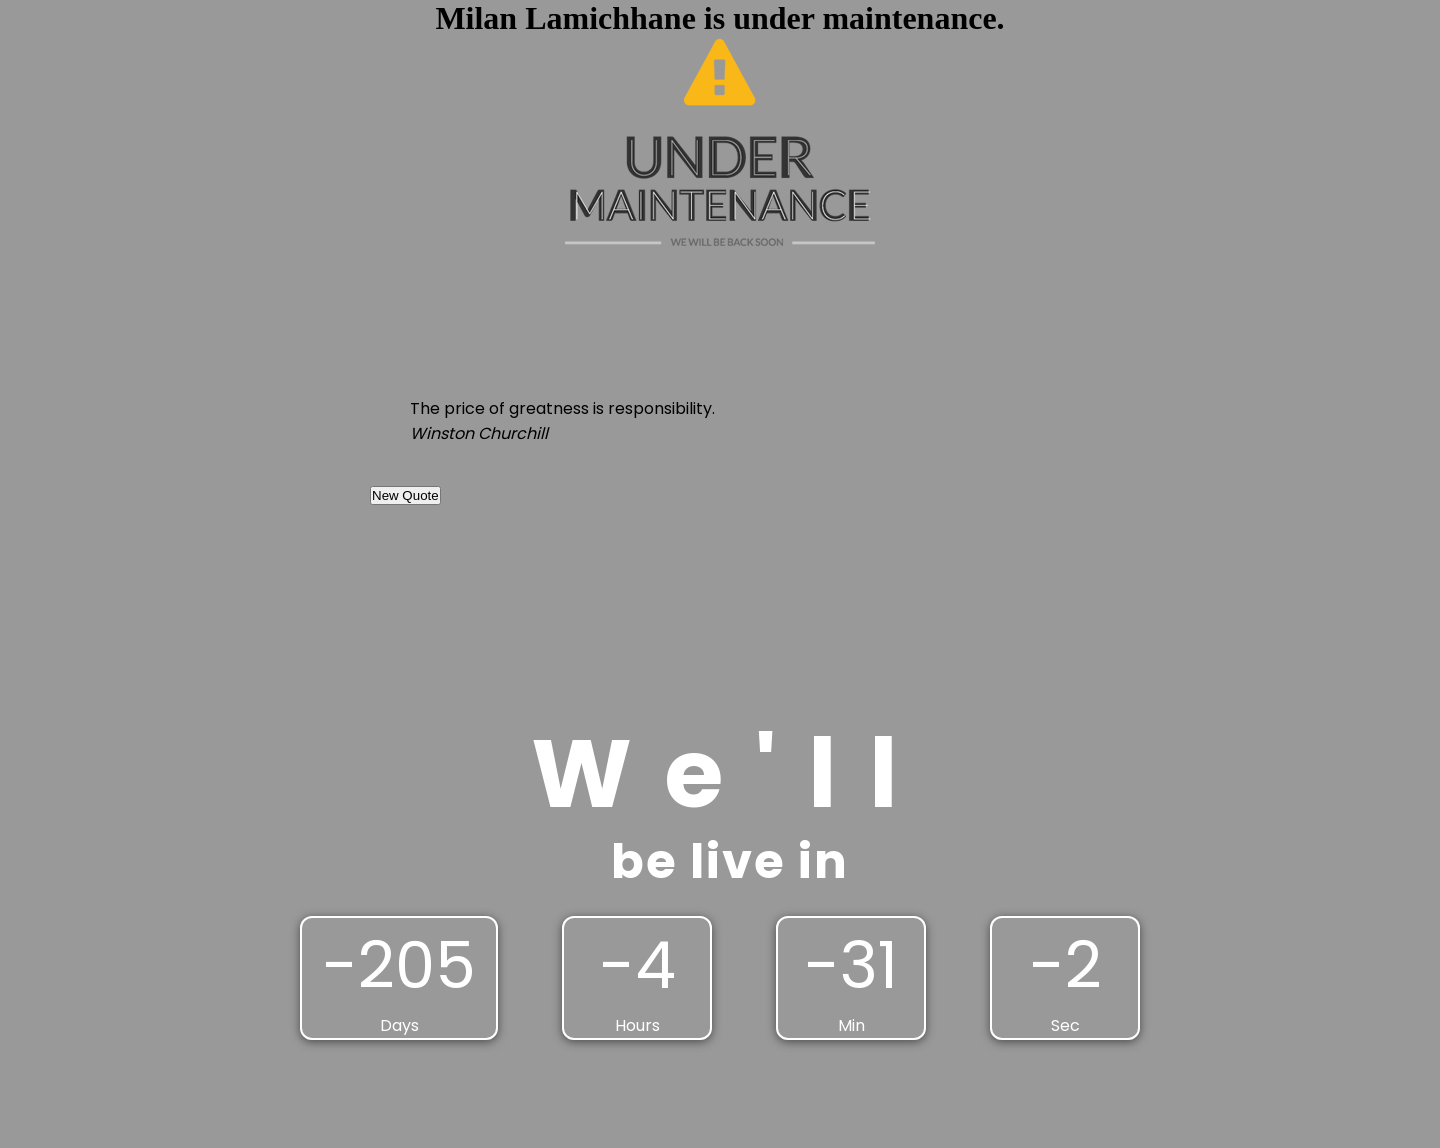 Milan Lamichhane is under maintenance.
UNDER
MAINTENANCE
WE WILL BE BACK SOON
The price of greatness is responsibility.
Winston Churchill
New Quote
We'll
be live in
-205 -4 -31 -2
Days Hours Min Sec